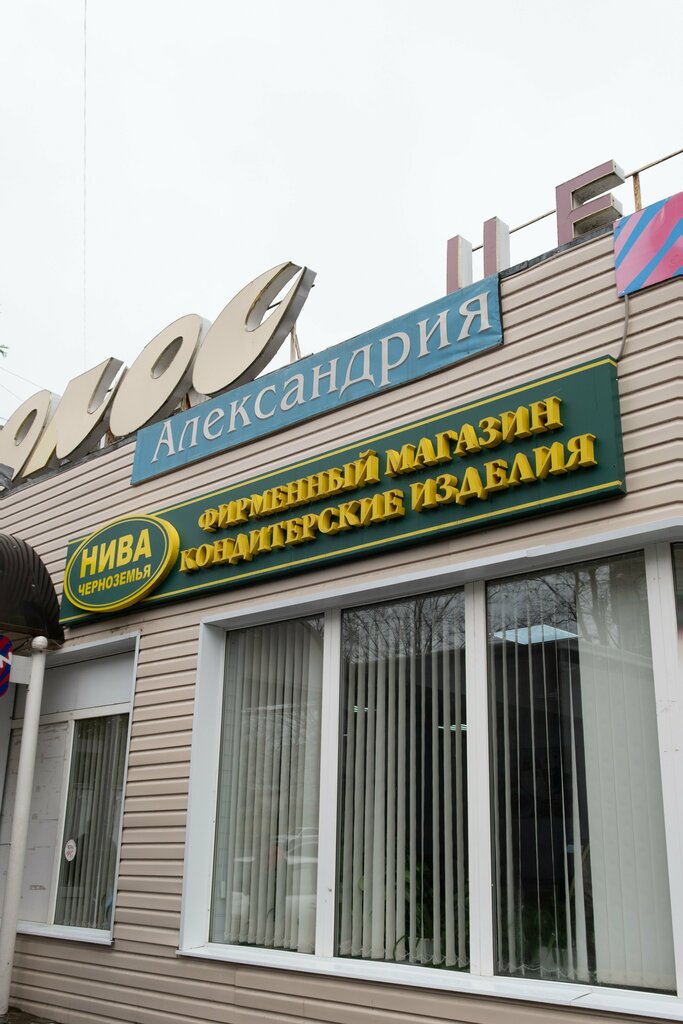 Александрия
НИВА
ЧЕРНОЗЕМЬЯ
ФИРМЕННЫЙ МАГАЗИН
КОНДИТЕРСКИЕ ИЗДЕЛИЯ